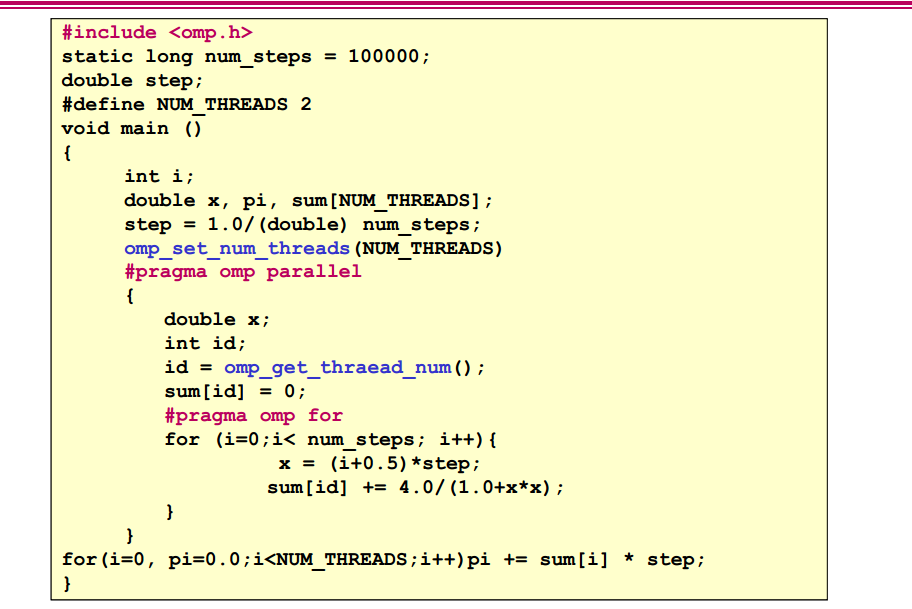 #include <omp.h>
static long num_steps = 100000;
double step;
#define NUM_THREADS 2
void main ()
{
int i;
double x, pi, sum[NUM_THREADS];
step = 1.0/(double) num_steps;
omp_set_num_threads(NUM_THREADS)
#pragma omp parallel
{
double x;
int id;
id = omp_get_thraead_num();
sum[id] = 0;
#pragma omp for
for (i=0;i< num_steps; i++){
x = (i+0.5)*step;
sum[id] += 4.0/(1.0+x*x);
}
}
for(i=0, pi=0.0;i<NUM_THREADS;i++)pi += sum[i] * step;
}